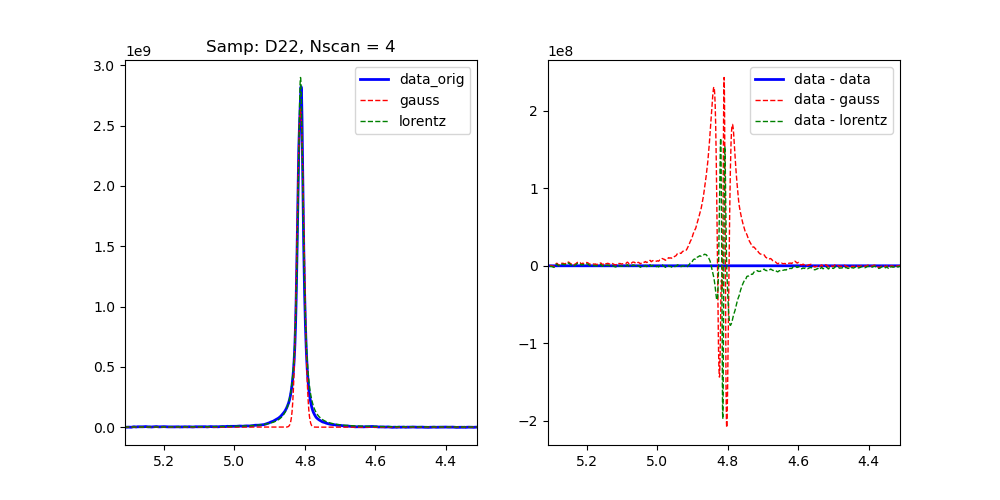 Samp: D22, Nscan = 4
1e9
3.0
2.5
2.0
1.5
1.0
0.5
0.0
5.2 5.0 4.8 4.6 4.4
data_orig
gauss
lorentz
1e8
2
1
0
−1
−2
5.2 5.0 4.8 4.6 4.4
data - data
data - gauss
data - lorentz